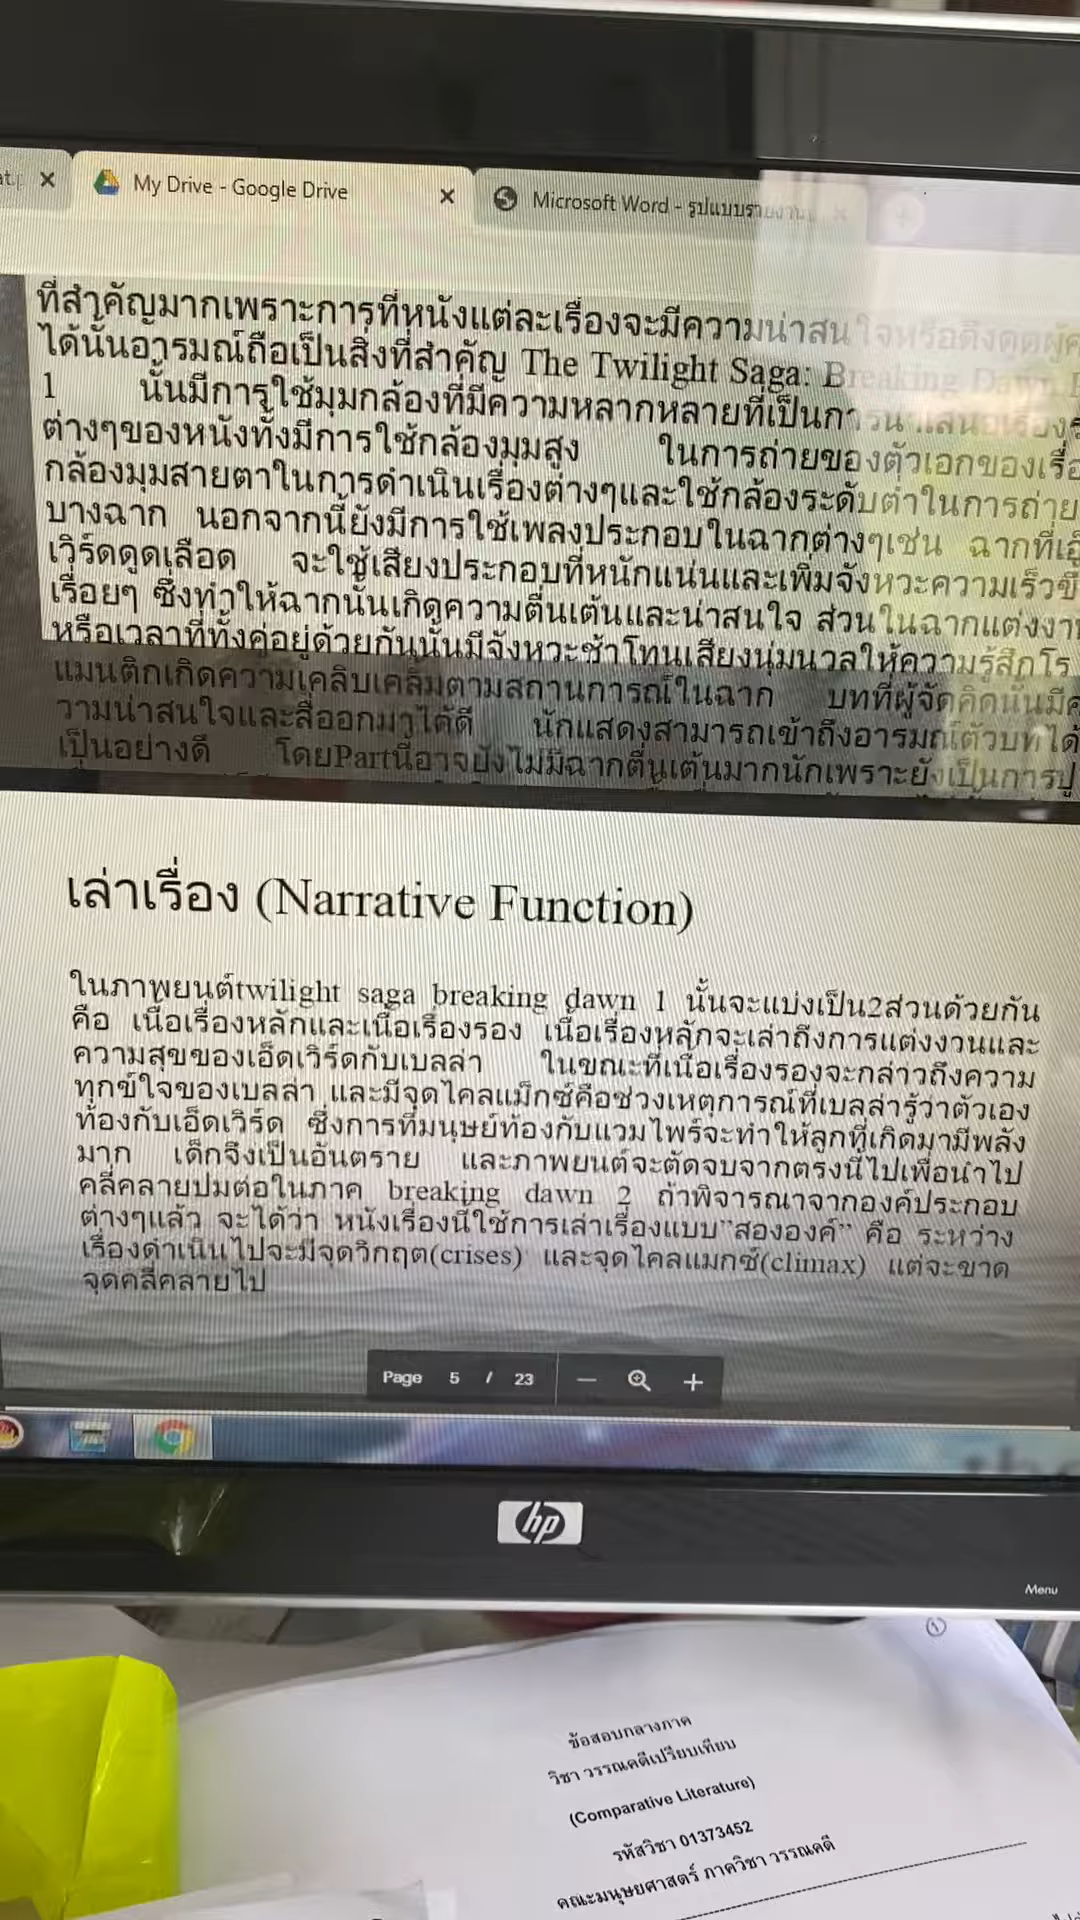 My Drive - Google Drive
Microsoft Word - รูปแบบรายงาน
ที่สำคัญมากเพราะการที่หนังแต่ละเรื่องจะมีความน่าสนใจหรือดึงดูดผู้
ได้นั้นอารมณ์ถือเป็นสิ่งที่สำคัญ The Twilight Saga: Breaking Dawn
1 นั้นมีการใช้มุมกล้องที่มีความหลากหลายที่เป็นการนำเสนอเรื่อง
ต่างๆของหนังทั้งมีการใช้กล้องมุมสูง ในการถ่ายของตัวเอกของเรื่อ
กล้องมุมสายตาในการดำเนินเรื่องต่างๆและใช้กล้องระดับต่ำในการถ่าย
บางฉาก นอกจากนี้ยังมีการใช้เพลงประกอบในฉากต่างๆเช่น ฉากที่เอ็
เวิร์ดดูดเลือด จะใช้เสียงประกอบที่หนักแน่นและเพิ่มจังหวะความเร็วขึ
เรื่อยๆ ซึ่งทำให้ฉากนั้นเกิดความตื่นเต้นและน่าสนใจ ส่วนในฉากแต่งงา
หรือเวลาที่ทั้งคู่อยู่ด้วยกันนั้นมีจังหวะช้าโทนเสียงนุ่มนวลให้ความรู้สึกโร
แมนติกเกิดความเคลิบเคลิ้มตามสถานการณ์ในฉาก บทที่ผู้จัดคิดนั้นมีค
วามน่าสนใจและสื่อออกมาได้ดี นักแสดงสามารถเข้าถึงอารมณ์ตัวบทได้
เป็นอย่างดี โดยPartนี้อาจยังไม่มีฉากตื่นเต้นมากนักเพราะยังเป็นการปู
เล่าเรื่อง (Narrative Function)
ในภาพยนต์twilight saga breaking dawn 1 นั้นจะแบ่งเป็น2ส่วนด้วยกัน
คือ เนื้อเรื่องหลักและเนื้อเรื่องรอง เนื้อเรื่องหลักจะเล่าถึงการแต่งงวนและ
ความสุขของเอ็ดเวิร์ดกับเบลล่า ในขณะที่เนื้อเรื่องรองจะกล่าวถึงความ
ทุกข์ใจของเบลล่า และมีจุดไคลแม็กซ์คือช่วงเหตุการณ์ที่เบลล่ารู้ว่าตัวเอง
ท้องกับเอ็ดเวิร์ด ซึ่งการที่มนุษย์ท้องกับแวมไพร์จะทำให้ลูกที่เกิดมามีพลัง
มาก เด็กจึงเป็นอันตราย และภาพยนต์จะตัดจบจากตรงนี้ไปเพื่อนำไป
คลี่คลายปมต่อในภาค breaking dawn 2 ถ้าพิจารณาจากองค์ประกอบ
ต่างๆแล้ว จะได้ว่า หนังเรื่องนี้ใช้การเล่าเรื่องแบบ"สององค์" คือ ระหว่าง
เรื่องดำเนินไปจะมีจุดวิกฤต(crises) และจุดไคลแมกซ์(climax) แต่จะขาด
จุดคลี่คลายไป
Page 5 / 23
hp
Menu
1
ข้อสอบกลางภาค
วิชา วรรณคดีเปรียบเทียบ
(Comparative Literature)
รหัสวิชา 01373452
คณะมนุษยศาสตร์ ภาควิชา วรรณคดี